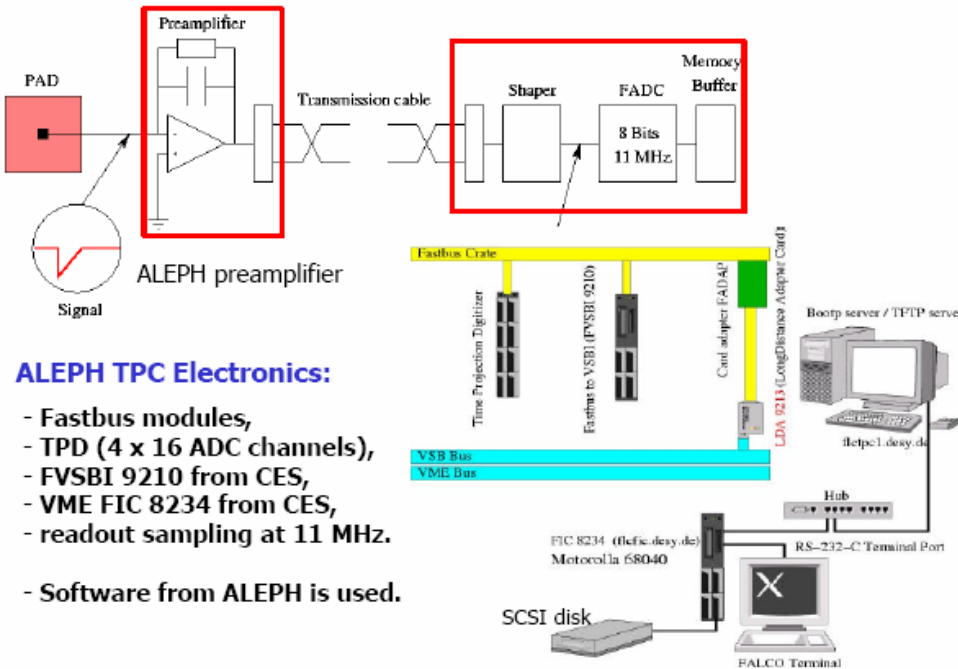 Preamplifier
PAD
Transmission cable
Shaper
FADC
Memory
Buffer
8 Bits
11 MHz.
-
+
Signal
ALEPH preamplifier
Fastbus Crate
Time Projection Digitizer
Fastbus to VSBI (FVSBI 9210)
Card adapter FADAP
LDA 9213 (LongDistance Adapter Card)
Bootp server / TFTP serve
flctpc1.desy.de
VSB Bus
VME Bus
Hub
RS-232-C Terminal Port
FIC 8234 (flcfic.desy.de)
Motorolla 68040
SCSI disk
X
FALCO Terminal
ALEPH TPC Electronics:
- Fastbus modules,
- TPD (4 x 16 ADC channels),
- FVSBI 9210 from CES,
- VME FIC 8234 from CES,
- readout sampling at 11 MHz.
- Software from ALEPH is used.